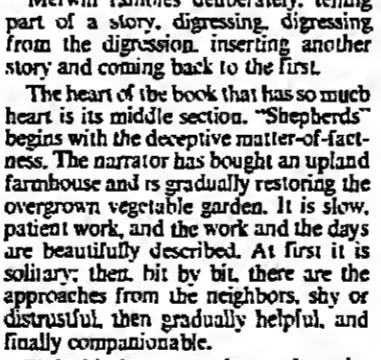 Merwin rambles deliberately, telling
part of a story, digressing, digressing
from the digression, inserting another
story and coming back to the first.
The heart of the book that has so much
heart is its middle section. "Shepherds"
begins with the deceptive matter-of-fact-
ness. The narrator has bought an upland
farmhouse and is gradually restoring the
overgrown vegetable garden. It is slow,
patient work, and the work and the days
are beautifully described. At first it is
solitary; then, bit by bit, there are the
approaches from the neighbors, shy or
distrustful, then gradually helpful, and
finally companionable.